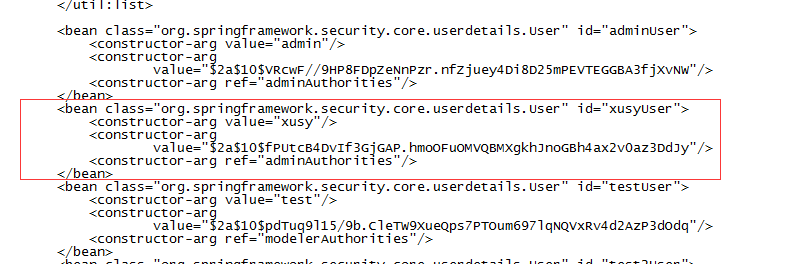 </util:list>
<bean class="org.springframework.security.core.userdetails.User" id="adminUser">
<constructor-arg value="admin"/>
<constructor-arg
value="$2a$10$VRcwF//9HP8FDpZeNnPzr.nfZjuey4Di8D25mPEVTEGGBA3fjXvNW"/>
<constructor-arg ref="adminAuthorities"/>
</bean>
<bean class="org.springframework.security.core.userdetails.User" id="xusyUser">
<constructor-arg value="xusy"/>
<constructor-arg
value="$2a$10$fPUtcB4DvIf3GjGAP.hmoOFuOMVQBMXgkhJnoGBh4ax2v0az3DdJy"/>
<constructor-arg ref="adminAuthorities"/>
</bean>
<bean class="org.springframework.security.core.userdetails.User" id="testUser">
<constructor-arg value="test"/>
<constructor-arg
value="$2a$10$pdTuq9l15/9b.CleTW9XueQps7PTOum697lqNQVxRv4d2AzP3dOdq"/>
<constructor-arg ref="modelerAuthorities"/>
</bean>
<bean class="org.springframework.security.core.userdetails.User" id="test2User">